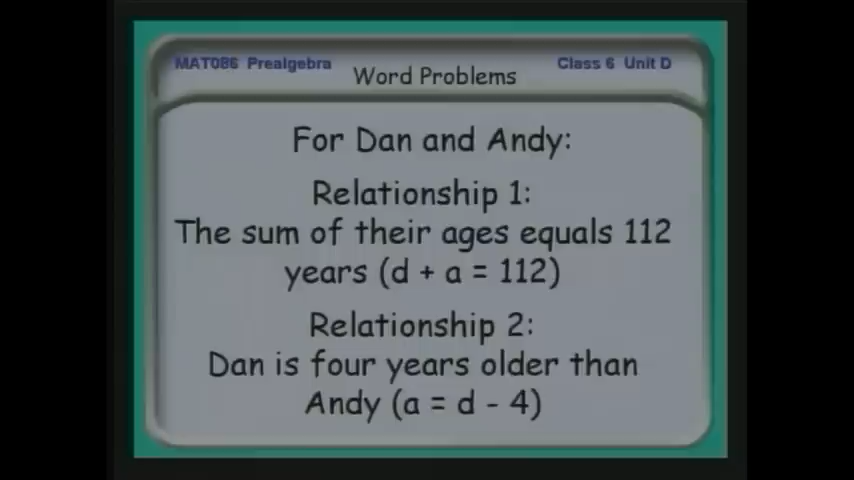 MAT086 Prealgebra
Word Problems
Class 6 Unit D
For Dan and Andy:
Relationship 1:
The sum of their ages equals 112
years (d + a = 112)
Relationship 2:
Dan is four years older than
Andy (a = d - 4)